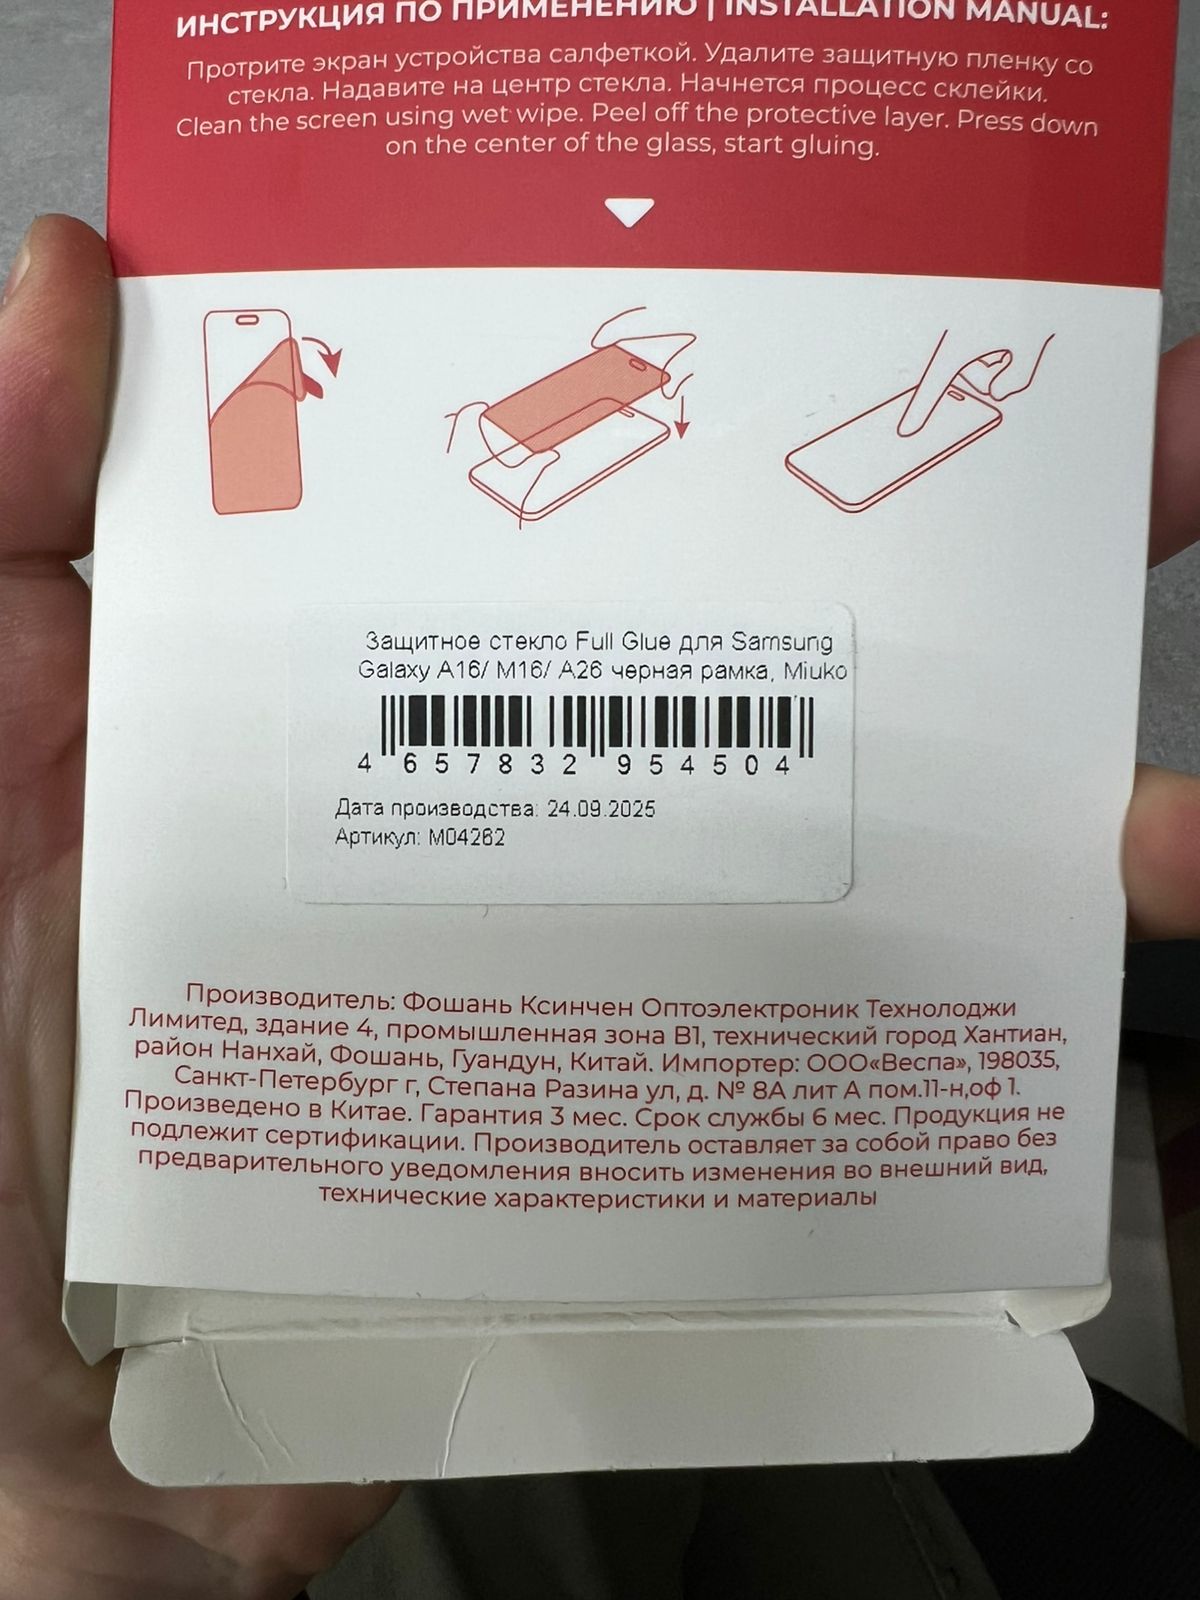 ИНСТРУКЦИЯ ПО ПРИМЕНЕНИЮ | INSTALLATION MANUAL:
Протрите экран устройства салфеткой. Удалите защитную пленку со
стекла. Надавите на центр стекла. Начнется процесс склейки.
Clean the screen using wet wipe. Peel off the protective layer. Press down
on the center of the glass, start gluing.
Защитное стекло Full Glue для Samsung
Galaxy A16/ M16/ A26 черная рамка, Miuko
4 657832 954504
Дата производства: 24.09.2025
Артикул: M04262
Производитель: Фошань Ксинчен Оптоэлектроник Технолоджи
Лимитед, здание 4, промышленная зона B1, технический город Хантиан,
район Нанхай, Фошань, Гуандун, Китай. Импортер: ООО«Веспа», 198035,
Санкт-Петербург г, Степана Разина ул, д. № 8А лит А пом.11-н,оф 1.
Произведено в Китае. Гарантия 3 мес. Срок службы 6 мес. Продукция не
подлежит сертификации. Производитель оставляет за собой право без
предварительного уведомления вносить изменения во внешний вид,
технические характеристики и материалы